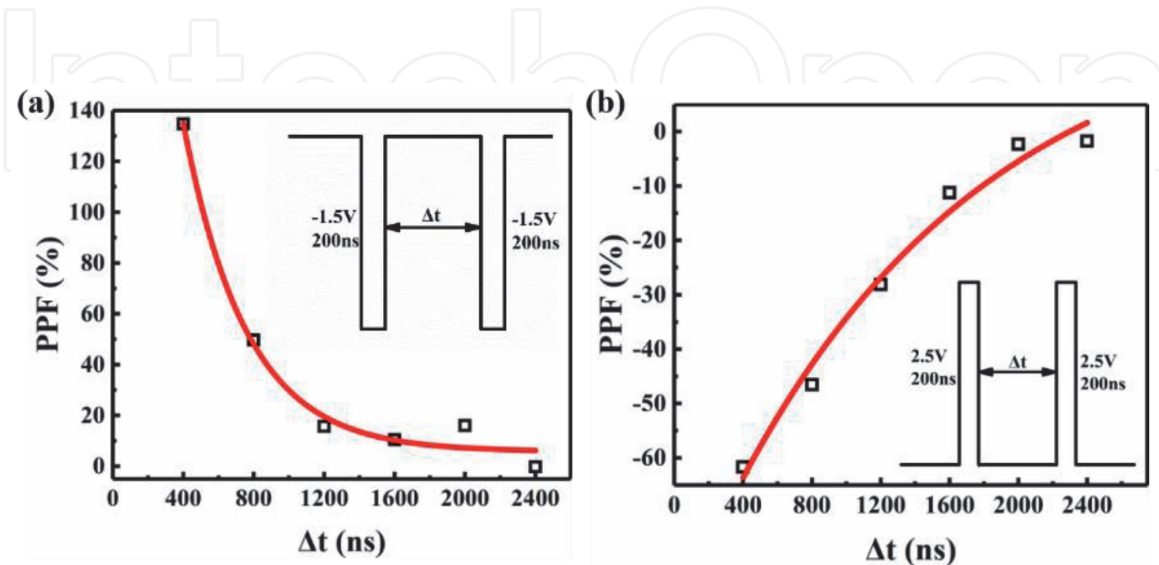 IntechOpen
(a)
PPF (%)
140
120
100
80
60
40
20
0
-1.5V
200ns
Δt
-1.5V
200ns
0 400 800 1200 1600 2000 2400
Δt (ns)
(b)
PPF (%)
0
-10
-20
-30
-40
-50
-60
2.5V
200ns
Δt
2.5V
200ns
0 400 800 1200 1600 2000 2400
Δt (ns)